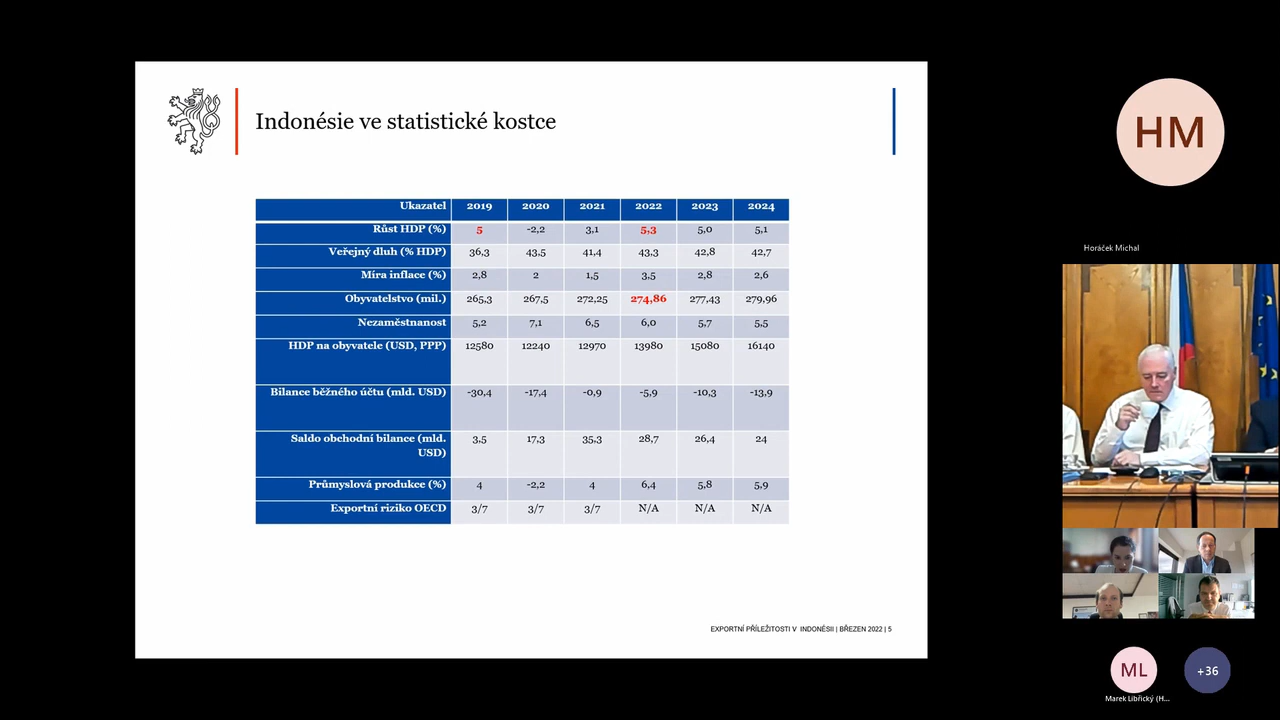 Indonésie ve statistické kostce
Ukazatel 2019 2020 2021 2022 2023 2024
Růst HDP (%) 5 -2,2 3,1 5,3 5,0 5,1
Veřejný dluh (% HDP) 36,3 43,5 41,4 43,3 42,8 42,7
Míra inflace (%) 2,8 2 1,5 3,5 2,8 2,6
Obyvatelstvo (mil.) 265,3 267,5 272,25 274,86 277,43 279,96
Nezaměstnanost 5,2 7,1 6,5 6,0 5,7 5,5
HDP na obyvatele (USD, PPP) 12580 12240 12970 13980 15080 16140
Bilance běžného účtu (mld. USD) -30,4 -17,4 -0,9 -5,9 -10,3 -13,9
Saldo obchodní bilance (mld. USD) 3,5 17,3 35,3 28,7 26,4 24
Průmyslová produkce (%) 4 -2,2 4 6,4 5,8 5,9
Exportní riziko OECD 3/7 3/7 3/7 N/A N/A N/A
EXPORTNÍ PŘÍLEŽITOSTI V INDONÉSII | BŘEZEN 2022 | 5
HM
Horáček Michal
ML
+36
Marek Libřický (H...